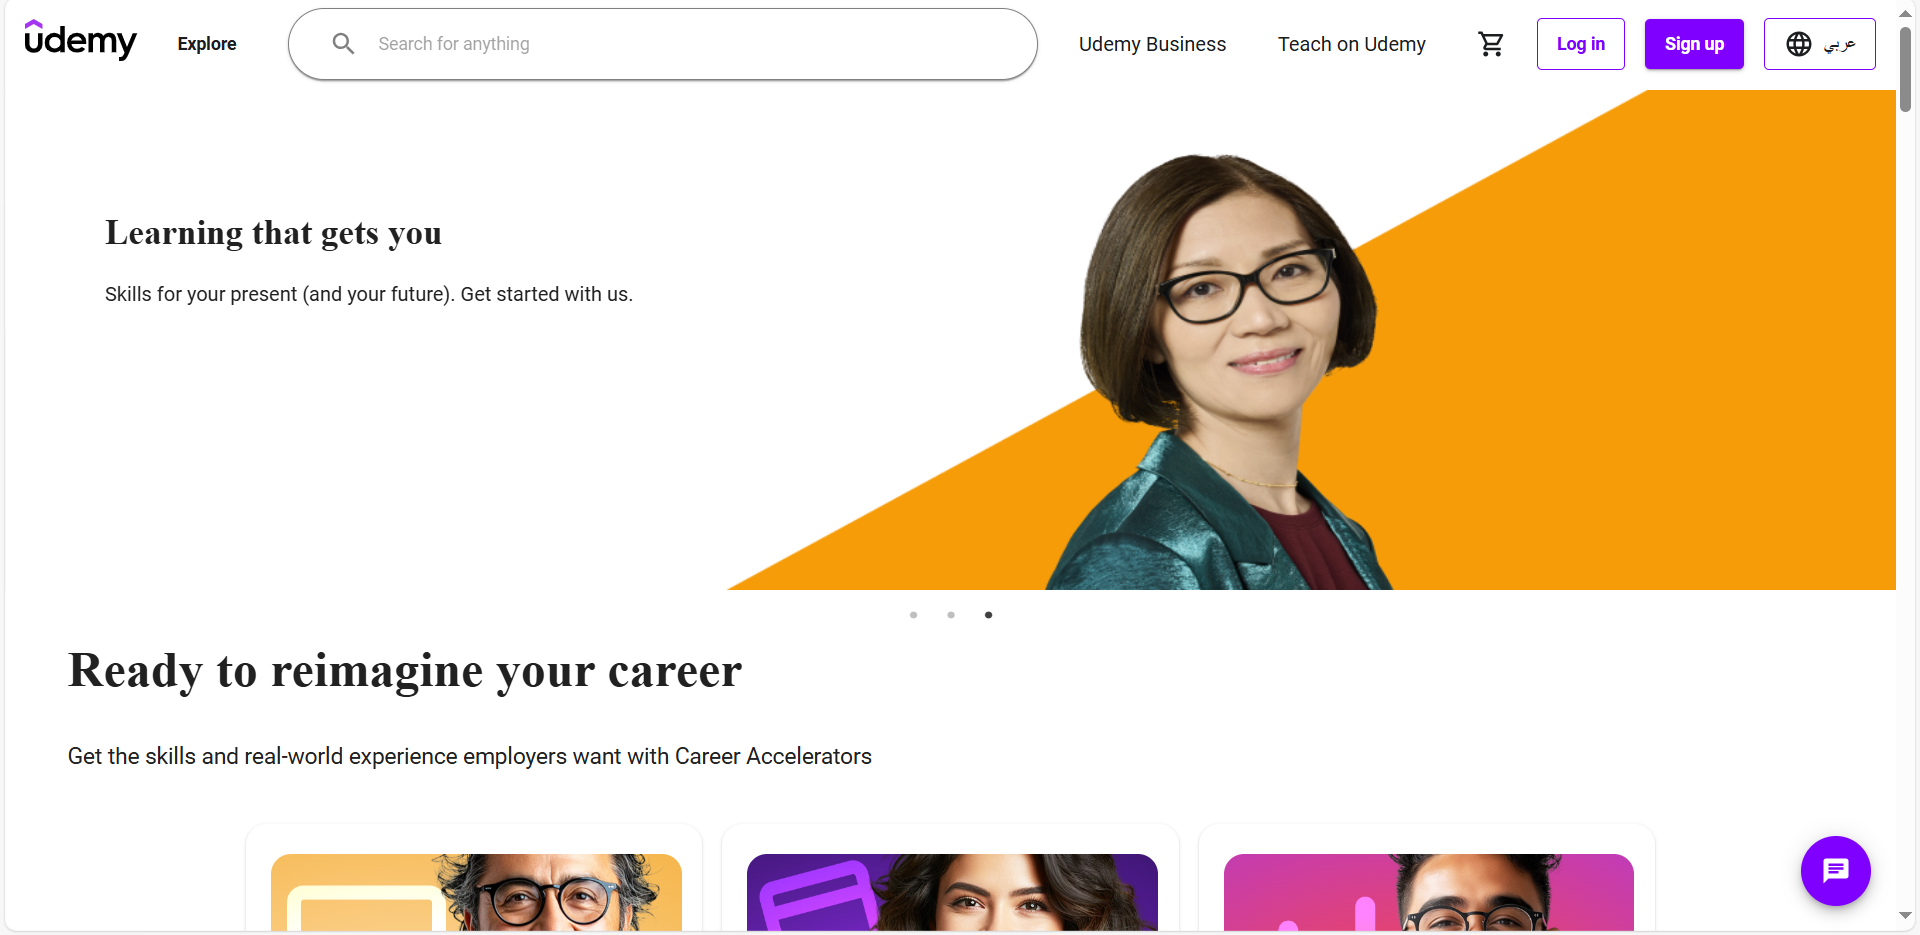 udemy
Explore
Search for anything
Udemy Business
Teach on Udemy
Log in
Sign up
عربي
Learning that gets you
Skills for your present (and your future). Get started with us.
Ready to reimagine your career
Get the skills and real-world experience employers want with Career Accelerators